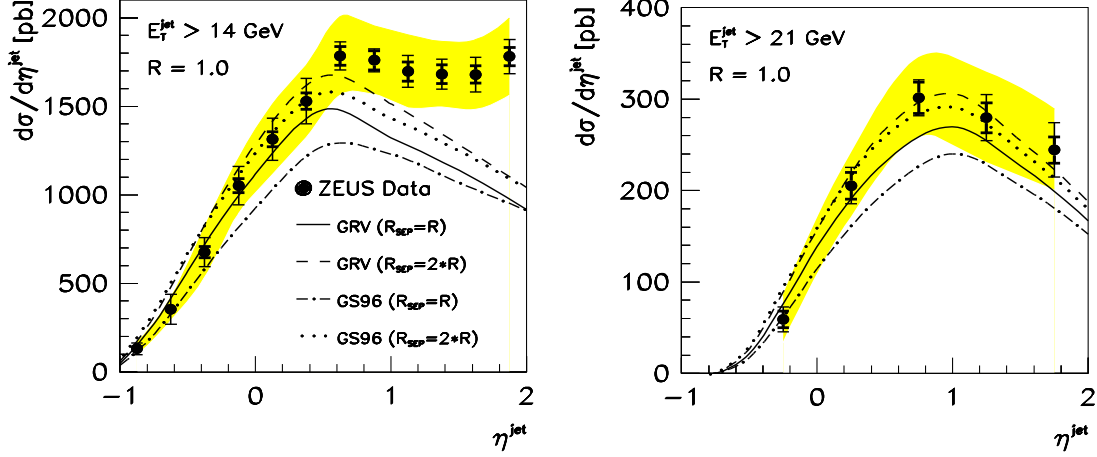 dσ/dη^jet [pb]
2000
1500
1000
500
0
E_T^jet > 14 GeV
R = 1.0
ZEUS Data
GRV (R_SEP=R)
GRV (R_SEP=2*R)
GS96 (R_SEP=R)
GS96 (R_SEP=2*R)
−1 0 1 2
η^jet
dσ/dη^jet [pb]
400
300
200
100
0
E_T^jet > 21 GeV
R = 1.0
−1 0 1 2
η^jet